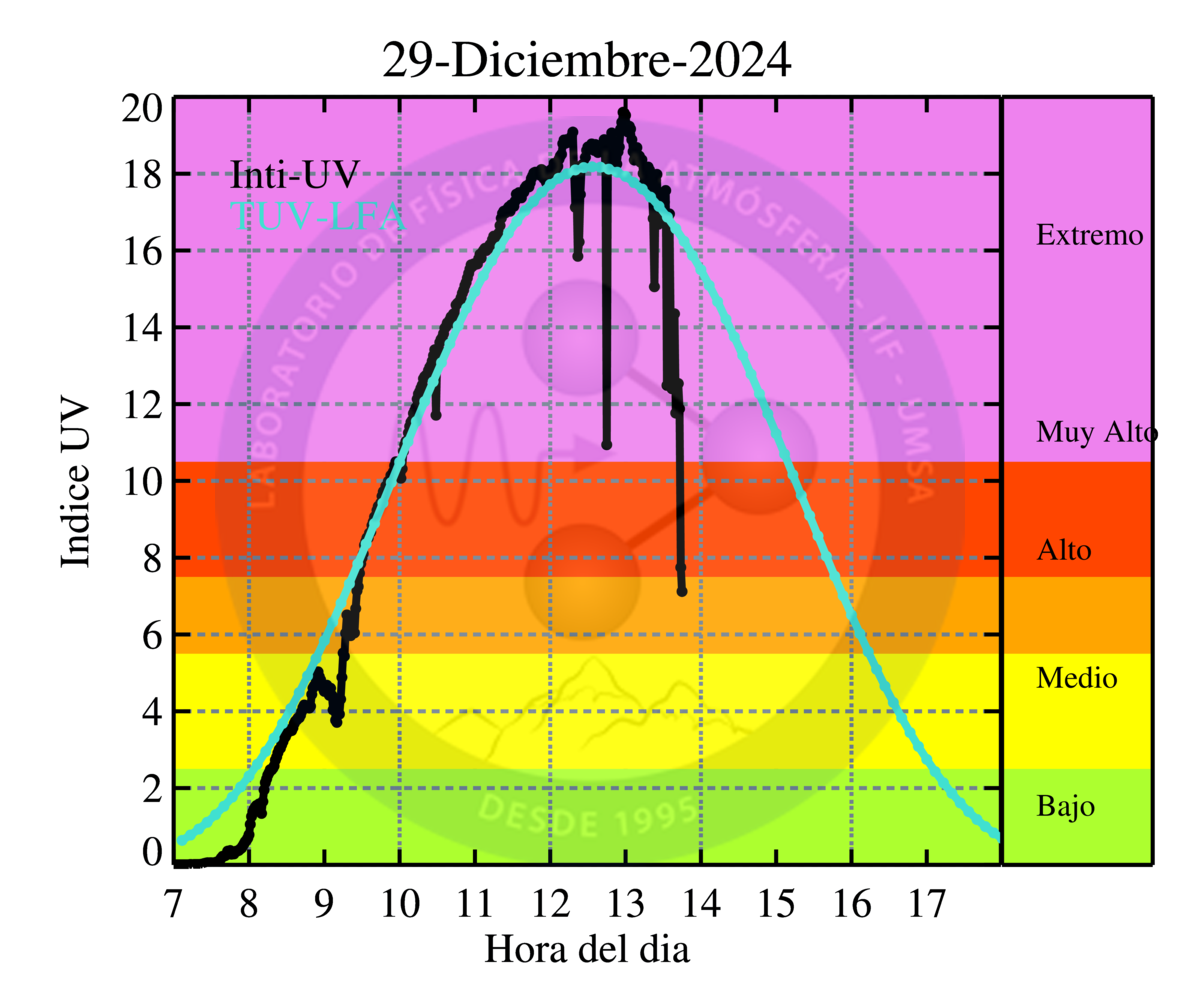 29-Diciembre-2024
Indice UV
20
18
16
14
12
10
8
6
4
2
0
Inti-UV
TUV-LFA
LABORATORIO DE FÍSICA DE LA ATMÓSFERA - IIF - UMSA
DESDE 1995
Extremo
Muy Alto
Alto
Medio
Bajo
7 8 9 10 11 12 13 14 15 16 17
Hora del dia